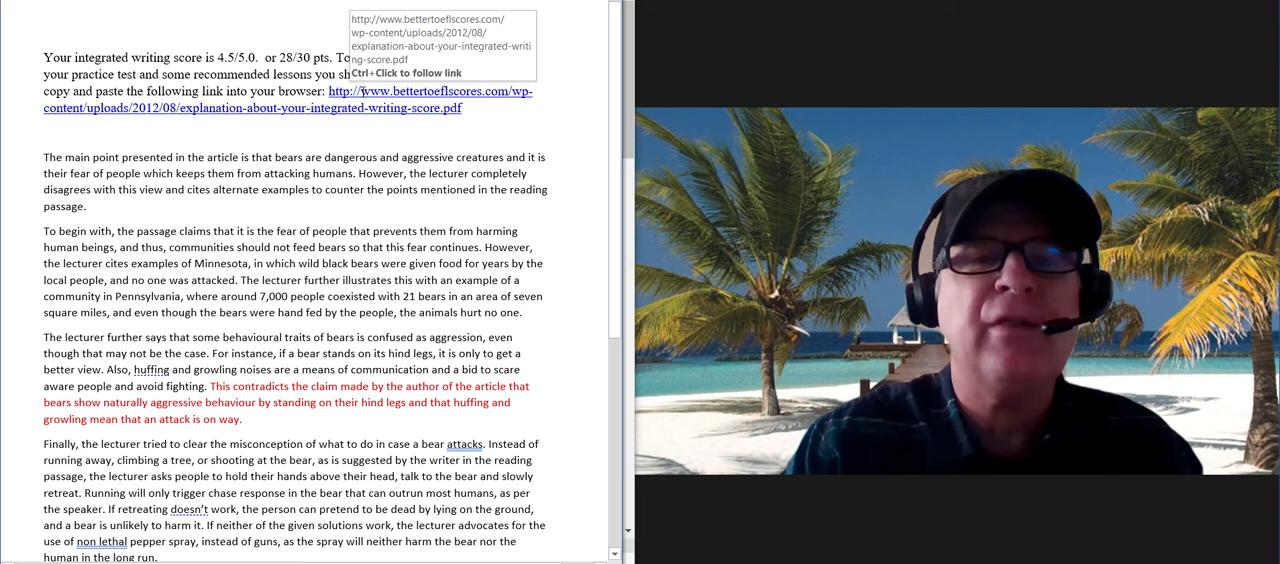 http://www.bettertoeflscores.com/
wp-content/uploads/2012/08/
explanation-about-your-integrated-writi
ng-score.pdf
Ctrl+Click to follow link
Your integrated writing score is 4.5/5.0.  or 28/30 pts. To
your practice test and some recommended lessons you sh
copy and paste the following link into your browser: http://www.bettertoeflscores.com/wp-
content/uploads/2012/08/explanation-about-your-integrated-writing-score.pdf
The main point presented in the article is that bears are dangerous and aggressive creatures and it is
their fear of people which keeps them from attacking humans. However, the lecturer completely
disagrees with this view and cites alternate examples to counter the points mentioned in the reading
passage.
To begin with, the passage claims that it is the fear of people that prevents them from harming
human beings, and thus, communities should not feed bears so that this fear continues. However,
the lecturer cites examples of Minnesota, in which wild black bears were given food for years by the
local people, and no one was attacked. The lecturer further illustrates this with an example of a
community in Pennsylvania, where around 7,000 people coexisted with 21 bears in an area of seven
square miles, and even though the bears were hand fed by the people, the animals hurt no one.
The lecturer further says that some behavioural traits of bears is confused as aggression, even
though that may not be the case. For instance, if a bear stands on its hind legs, it is only to get a
better view. Also, huffing and growling noises are a means of communication and a bid to scare
aware people and avoid fighting. This contradicts the claim made by the author of the article that
bears show naturally aggressive behaviour by standing on their hind legs and that huffing and
growling mean that an attack is on way.
Finally, the lecturer tried to clear the misconception of what to do in case a bear attacks. Instead of
running away, climbing a tree, or shooting at the bear, as is suggested by the writer in the reading
passage, the lecturer asks people to hold their hands above their head, talk to the bear and slowly
retreat. Running will only trigger chase response in the bear that can outrun most humans, as per
the speaker. If retreating doesn't work, the person can pretend to be dead by lying on the ground,
and a bear is unlikely to harm it. If neither of the given solutions work, the lecturer advocates for the
use of non lethal pepper spray, instead of guns, as the spray will neither harm the bear nor the
human in the long run.